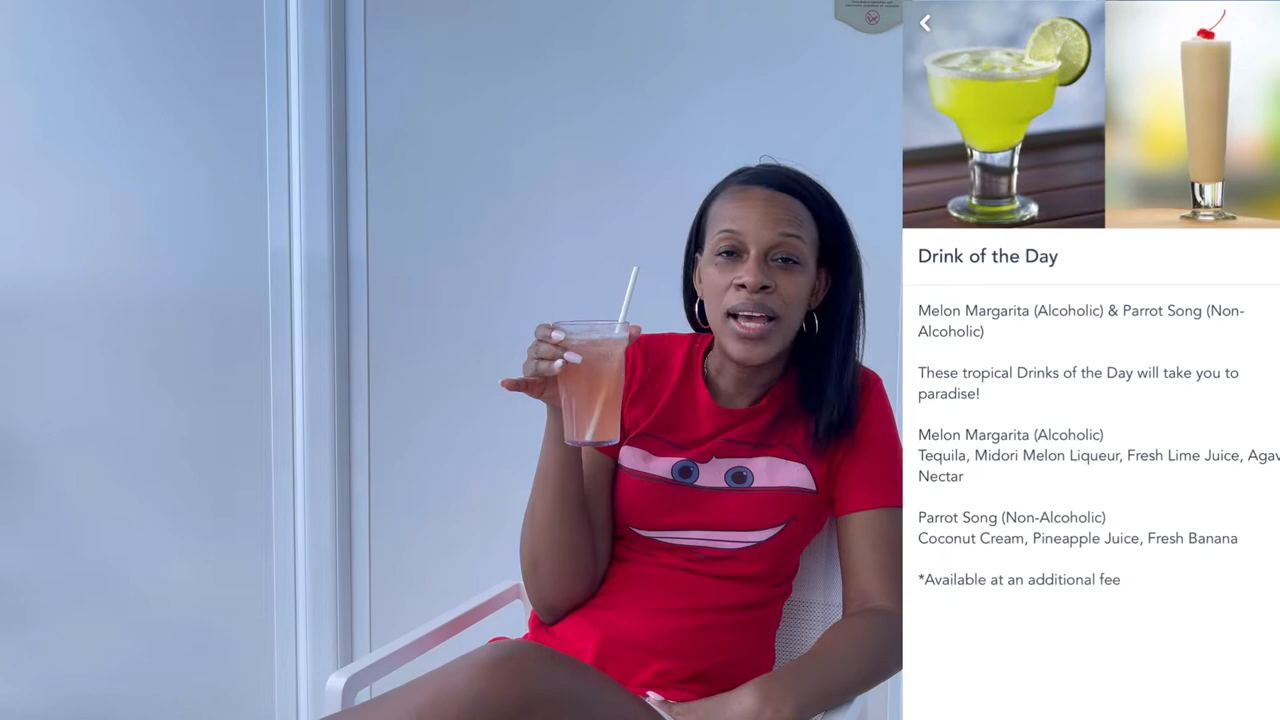 Drink of the Day
Melon Margarita (Alcoholic) & Parrot Song (Non-
Alcoholic)
These tropical Drinks of the Day will take you to
paradise!
Melon Margarita (Alcoholic)
Tequila, Midori Melon Liqueur, Fresh Lime Juice,
Nectar
Parrot Song (Non-Alcoholic)
Coconut Cream, Pineapple Juice, Fresh Banana
*Available at an additional fee